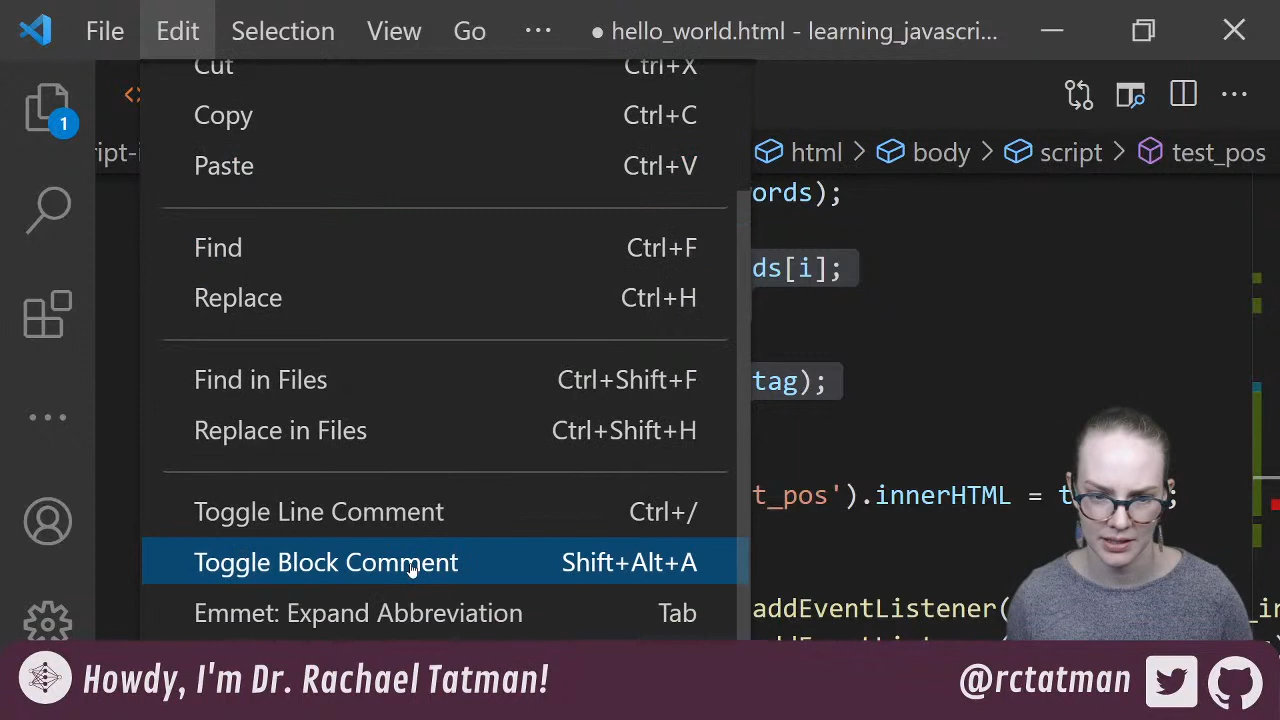 File Edit Selection View Go ··· ● hello_world.html - learning_javascri...
Cut Ctrl+X
Copy Ctrl+C
1
Paste Ctrl+V
html > body > script > test_pos
ords);
Find Ctrl+F
ds[i];
Replace Ctrl+H
Find in Files Ctrl+Shift+F
tag);
Replace in Files Ctrl+Shift+H
t_pos').innerHTML = t ;
Toggle Line Comment Ctrl+/
Toggle Block Comment Shift+Alt+A
Emmet: Expand Abbreviation Tab
addEventListener(
Howdy, I'm Dr. Rachael Tatman! @rctatman